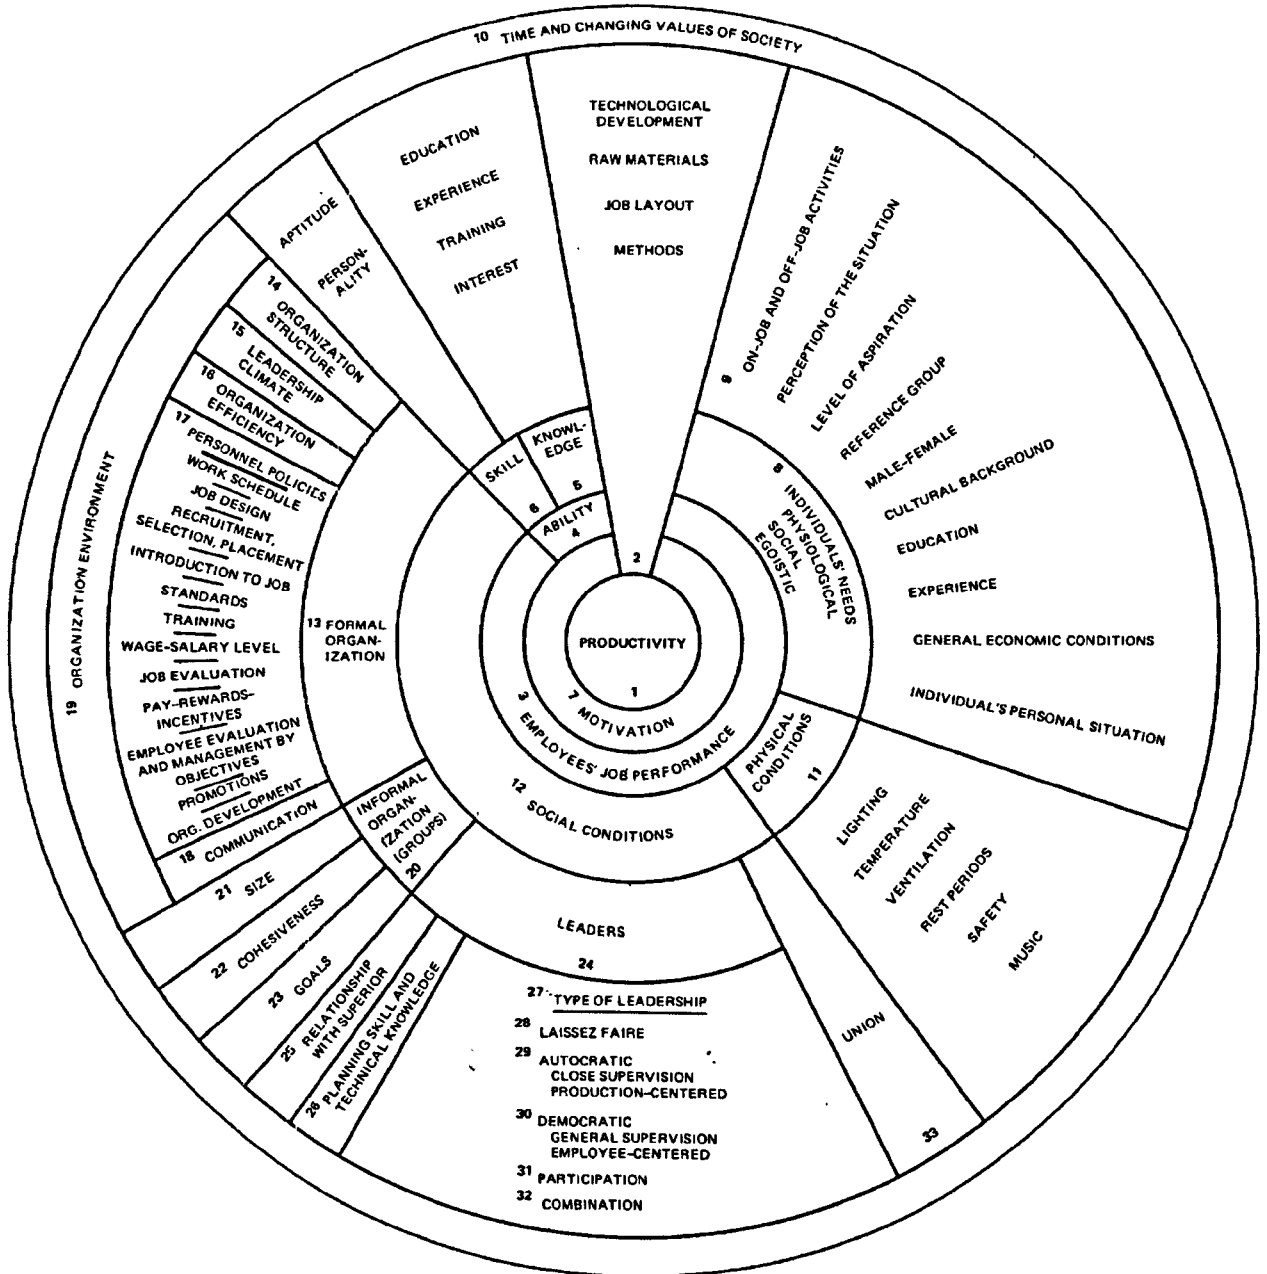 10 TIME AND CHANGING VALUES OF SOCIETY
TECHNOLOGICAL
DEVELOPMENT
RAW MATERIALS
JOB LAYOUT
METHODS
2
EDUCATION
EXPERIENCE
TRAINING
INTEREST
KNOWL-
EDGE
5
APTITUDE
PERSON-
ALITY
SKILL
6
ABILITY
4
PRODUCTIVITY
1
7 MOTIVATION
3 EMPLOYEES' JOB PERFORMANCE
8 INDIVIDUALS' NEEDS
PHYSIOLOGICAL
SOCIAL
EGOISTIC
9 ON-JOB AND OFF-JOB ACTIVITIES
PERCEPTION OF THE SITUATION
LEVEL OF ASPIRATION
REFERENCE GROUP
MALE-FEMALE
CULTURAL BACKGROUND
EDUCATION
EXPERIENCE
GENERAL ECONOMIC CONDITIONS
INDIVIDUAL'S PERSONAL SITUATION
PHYSICAL
CONDITIONS
11
LIGHTING
TEMPERATURE
VENTILATION
REST PERIODS
SAFETY
MUSIC
12 SOCIAL CONDITIONS
13 FORMAL
ORGAN-
IZATION
14
ORGANIZATION
STRUCTURE
15
LEADERSHIP
CLIMATE
16
ORGANIZATION
EFFICIENCY
17
PERSONNEL POLICIES
WORK SCHEDULE
JOB DESIGN
RECRUITMENT,
SELECTION, PLACEMENT
INTRODUCTION TO JOB
STANDARDS
TRAINING
WAGE-SALARY LEVEL
JOB EVALUATION
PAY-REWARDS-
INCENTIVES
EMPLOYEE EVALUATION
AND MANAGEMENT BY
OBJECTIVES
PROMOTIONS
ORG. DEVELOPMENT
18 COMMUNICATION
19 ORGANIZATION ENVIRONMENT
INFORMAL
ORGAN-
IZATION
(GROUPS)
20
21 SIZE
22 COHESIVENESS
23 GOALS
LEADERS
24
25 RELATIONSHIP
WITH SUPERIOR
26 PLANNING SKILL AND
TECHNICAL KNOWLEDGE
27 TYPE OF LEADERSHIP
28 LAISSEZ FAIRE
29 AUTOCRATIC
CLOSE SUPERVISION
PRODUCTION-CENTERED
30 DEMOCRATIC
GENERAL SUPERVISION
EMPLOYEE-CENTERED
31 PARTICIPATION
32 COMBINATION
UNION
33